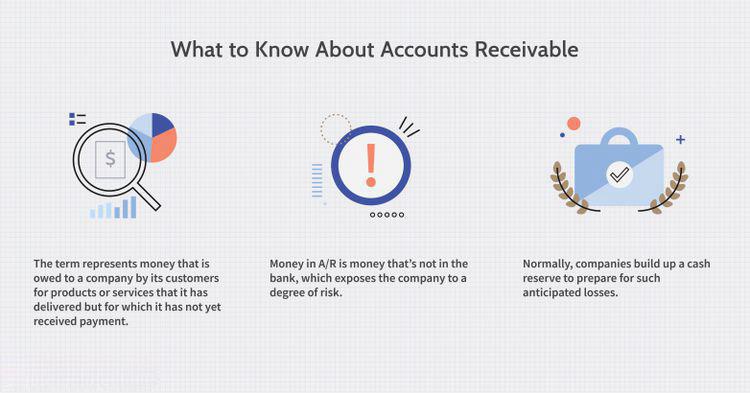 What to Know About Accounts Receivable
$
The term represents money that is
owed to a company by its customers
for products or services that it has
delivered but for which it has not yet
received payment.
Money in A/R is money that’s not in the
bank, which exposes the company to a
degree of risk.
Normally, companies build up a cash
reserve to prepare for such
anticipated losses.